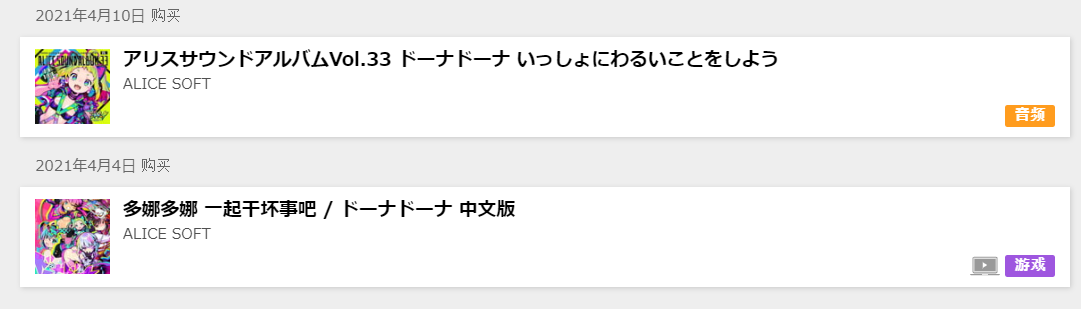 2021年4月10日 购买
アリスサウンドアルバムVol.33 ドーナドーナ いっしょにわるいことをしよう
ALICE SOFT
音频
2021年4月4日 购买
多娜多娜 一起干坏事吧 / ドーナドーナ 中文版
ALICE SOFT
游戏